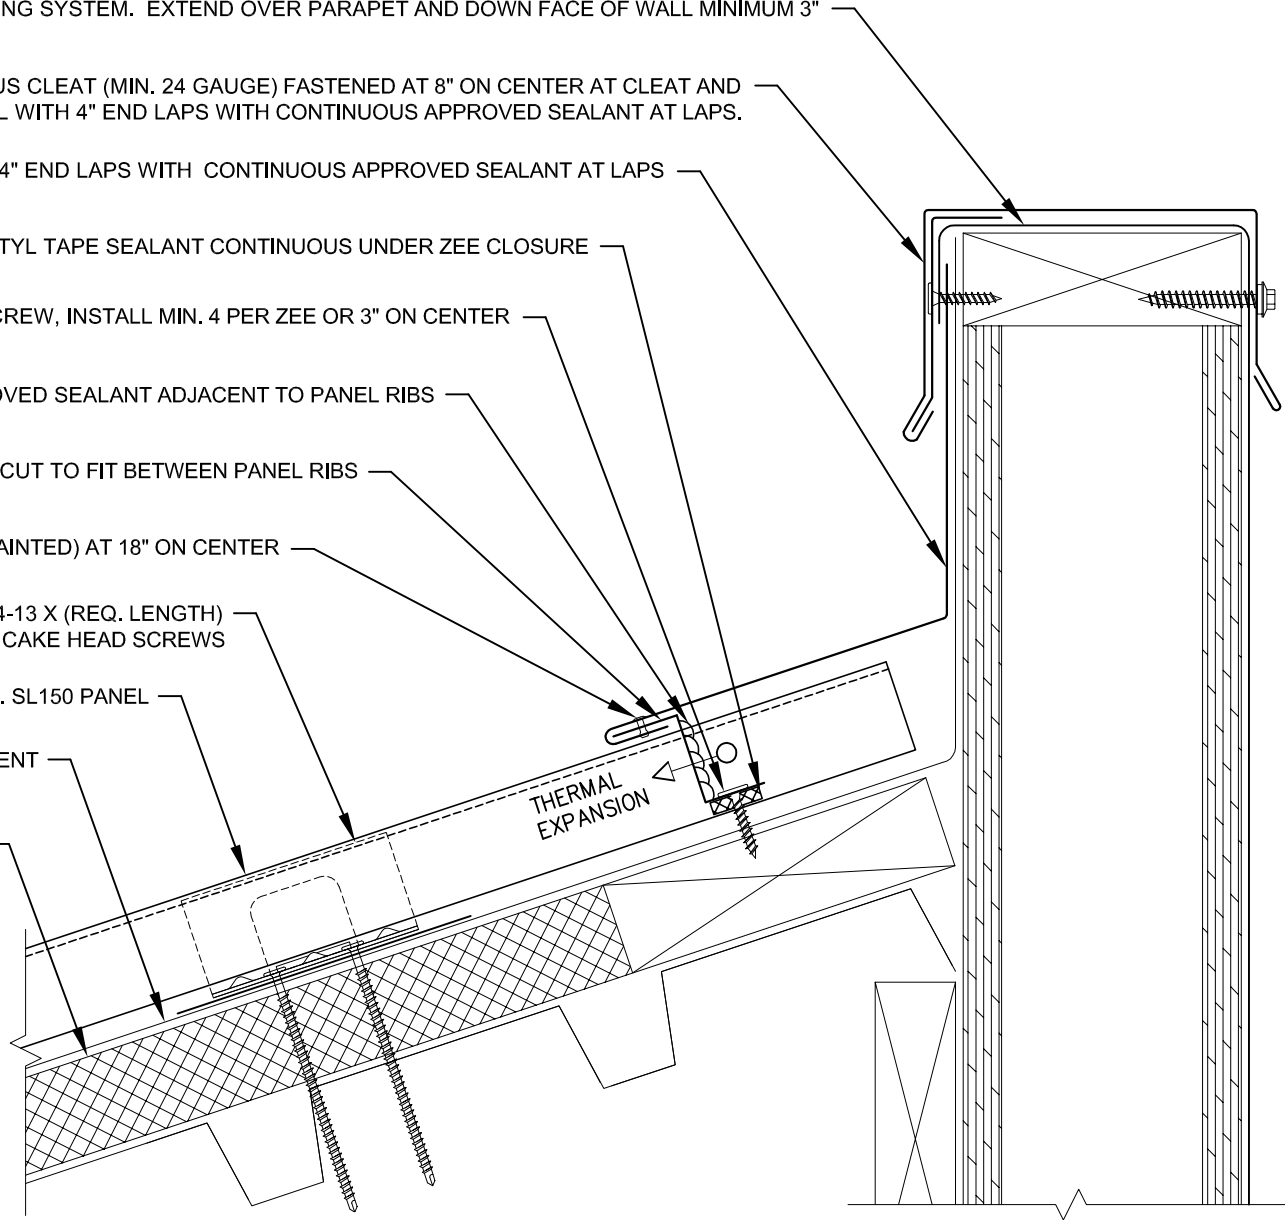 NG SYSTEM. EXTEND OVER PARAPET AND DOWN FACE OF WALL MINIMUM 3"
US CLEAT (MIN. 24 GAUGE) FASTENED AT 8" ON CENTER AT CLEAT AND
L WITH 4" END LAPS WITH CONTINUOUS APPROVED SEALANT AT LAPS.
4" END LAPS WITH CONTINUOUS APPROVED SEALANT AT LAPS
TYL TAPE SEALANT CONTINUOUS UNDER ZEE CLOSURE
CREW, INSTALL MIN. 4 PER ZEE OR 3" ON CENTER
OVED SEALANT ADJACENT TO PANEL RIBS
CUT TO FIT BETWEEN PANEL RIBS
AINTED) AT 18" ON CENTER
4-13 X (REQ. LENGTH)
CAKE HEAD SCREWS
. SL150 PANEL
ENT
THERMAL
EXPANSION